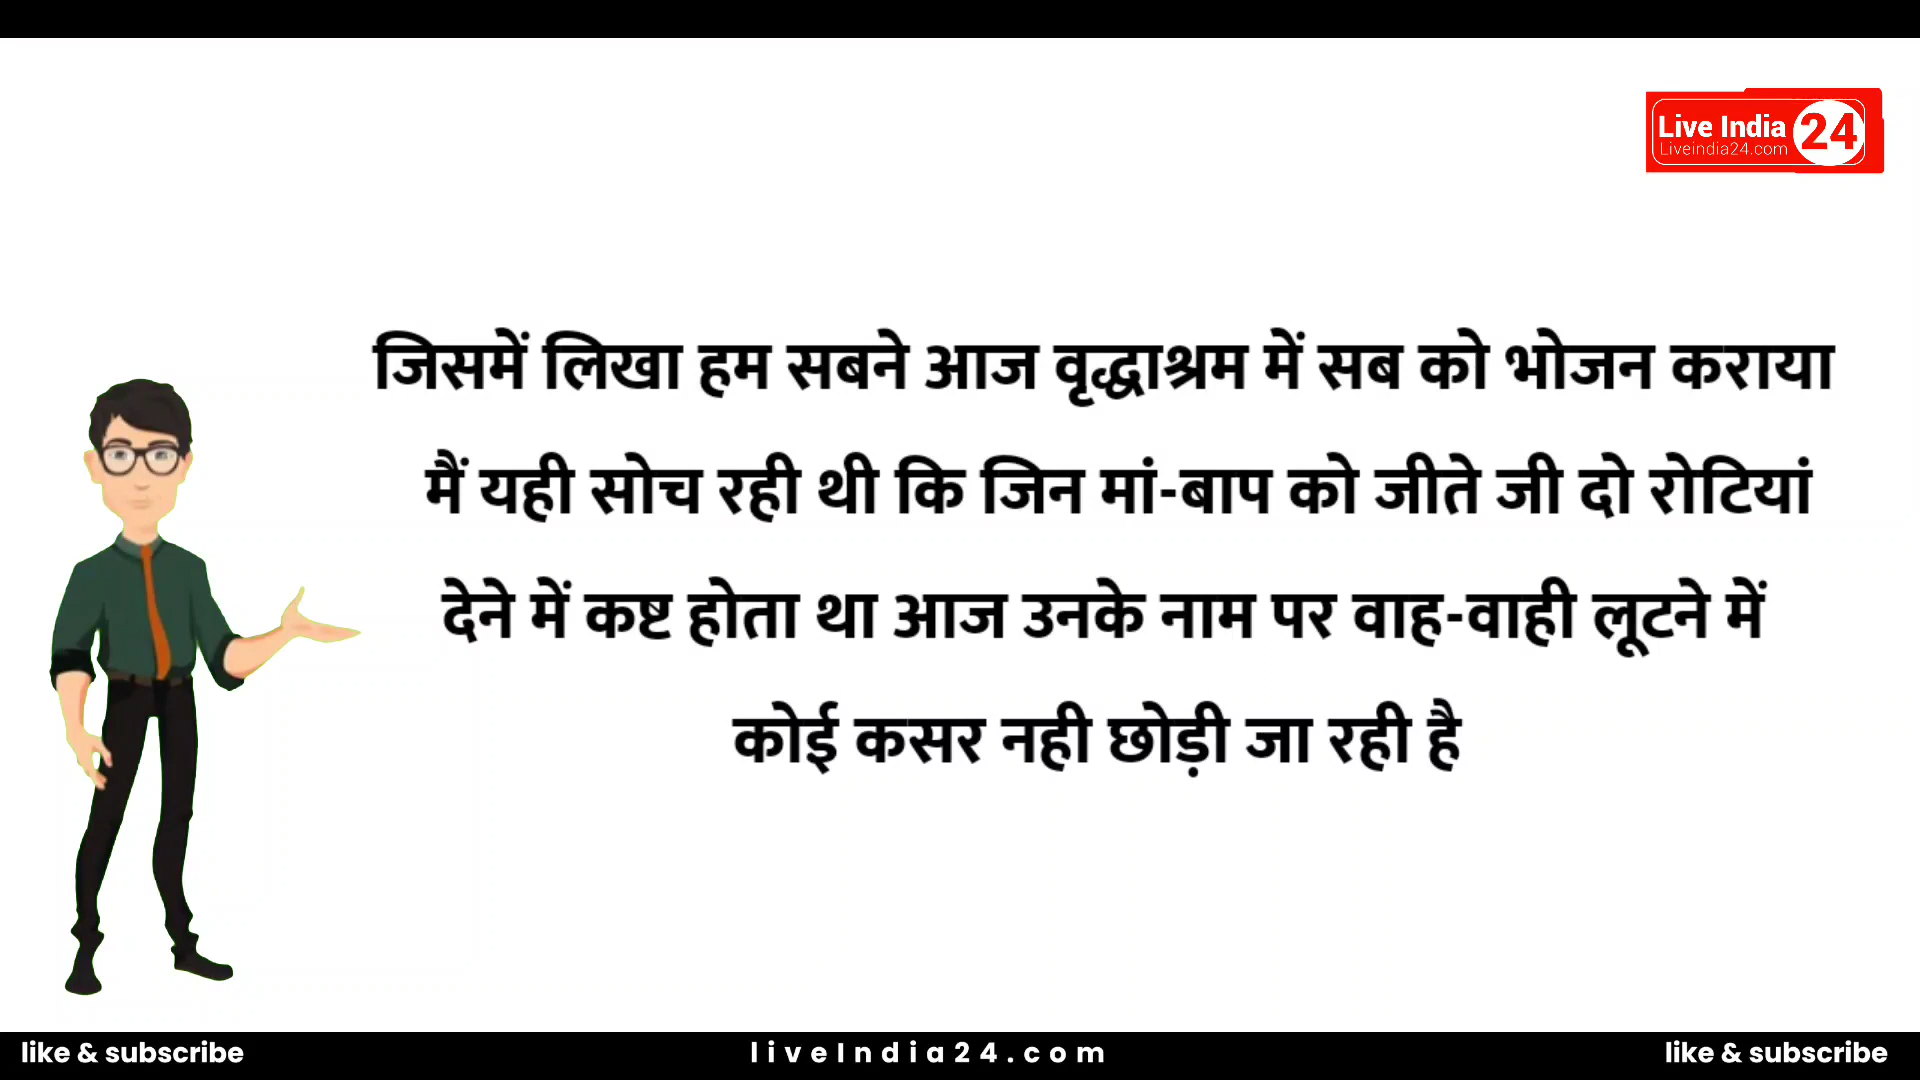 Live India 24
Liveindia24.com
जिसमें लिखा हम सबने आज वृद्धाश्रम में सब को भोजन कराया
मैं यही सोच रही थी कि जिन मां-बाप को जीते जी दो रोटियां
देने में कष्ट होता था आज उनके नाम पर वाह-वाही लूटने में
कोई कसर नही छोड़ी जा रही है
like & subscribe
liveIndia24.com
like & subscribe